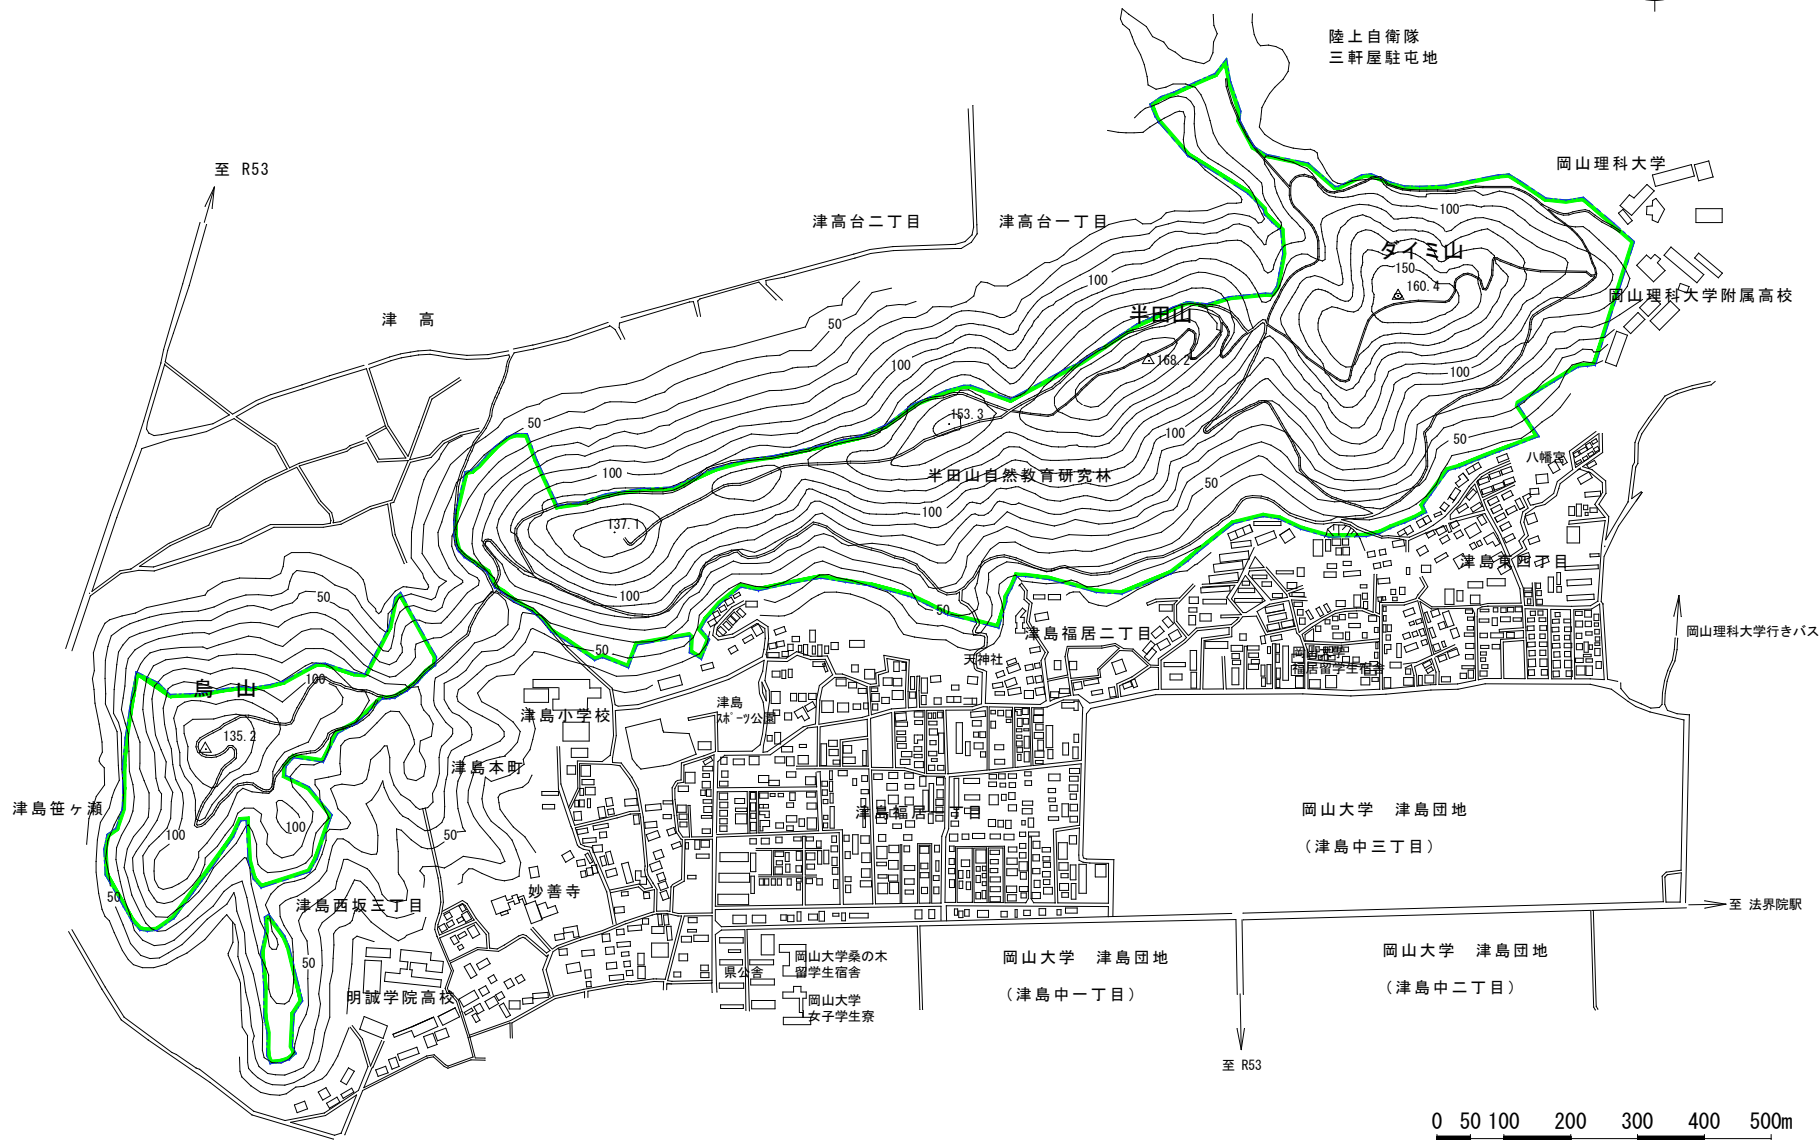 陸上自衛隊
三軒屋駐屯地
岡山理科大学
至 R53
津高台二丁目
津高台一丁目
100
ダイミ山
150
160.4
100
岡山理科大学附属高校
半田山
津 高
50
168.2
100
100
153.3
50
100
50
八幡宮
100
半田山自然教育研究林
50
100
137.1
津島東四丁目
50
100
50
津島福居二丁目
岡山理科大学行きバス
50
天神社
福居留学生宿舎
烏 山
100
津島小学校
津島
ｽﾎﾟｰﾂ公園
135.2
津島本町
津島笹ヶ瀬
100
100
50
津島福居一丁目
岡山大学 津島団地
(津島中三丁目)
50
津島西坂三丁目
妙善寺
至 法界院駅
50
明誠学院高校
県公舎
岡山大学桑の木
留学生宿舎
岡山大学
女子学生寮
岡山大学 津島団地
(津島中一丁目)
岡山大学 津島団地
(津島中二丁目)
至 R53
0 50 100 200 300 400 500m